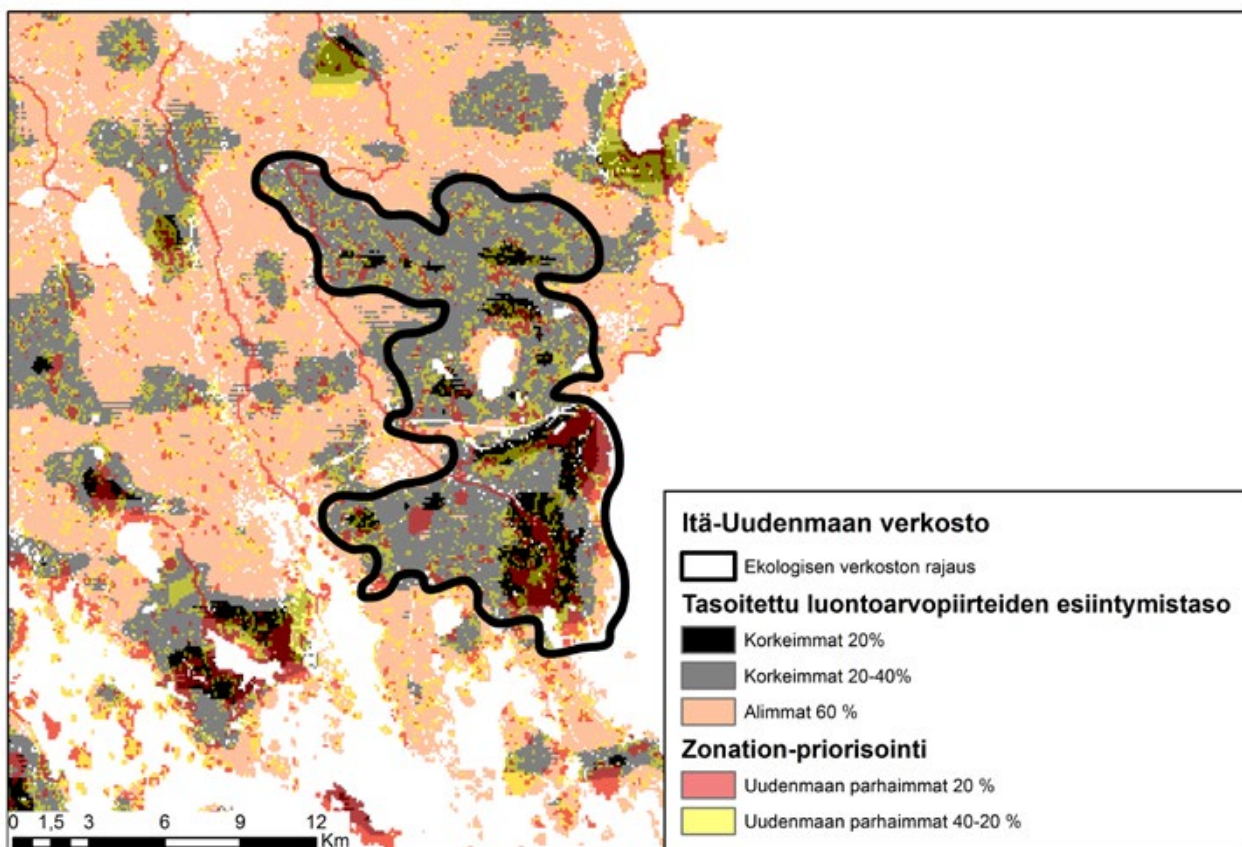 Itä-Uudenmaan verkosto
Ekologisen verkoston rajaus
Tasoitettu luontoarvopiirteiden esiintymistaso
Korkeimmat 20%
Korkeimmat 20-40%
Alimmat 60 %
Zonation-priorisointi
Uudenmaan parhaimmat 20 %
Uudenmaan parhaimmat 40-20 %
0 1,5 3 6 9 12
Km